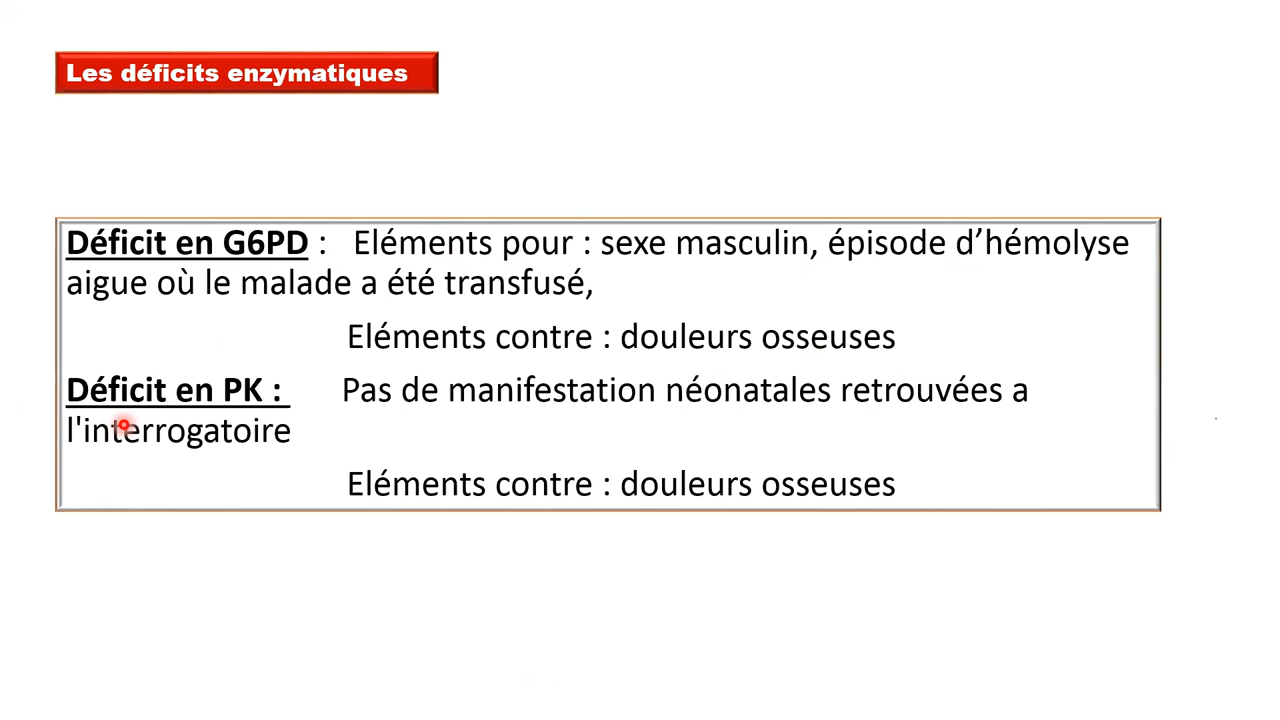 Les déficits enzymatiques
Déficit en G6PD : Eléments pour : sexe masculin, épisode d’hémolyse
aigue où le malade a été transfusé,
Eléments contre : douleurs osseuses
Déficit en PK : Pas de manifestation néonatales retrouvées a
l'interrogatoire
Eléments contre : douleurs osseuses